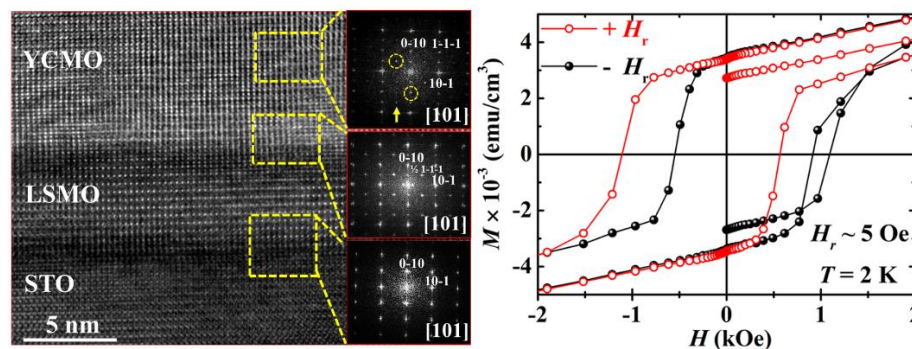 YCMO
LSMO
STO
5 nm
0-10 1-1-1
10-1
[101]
0-10
½ 1-1-1
10-1
[101]
0-10
10-1
[101]
M × 10⁻³ (emu/cm³)
4
2
0
-2
-4
+ Hᵣ
- Hᵣ
Hᵣ ~ 5 Oe
T = 2 K
-2 -1 0 1 2
H (kOe)